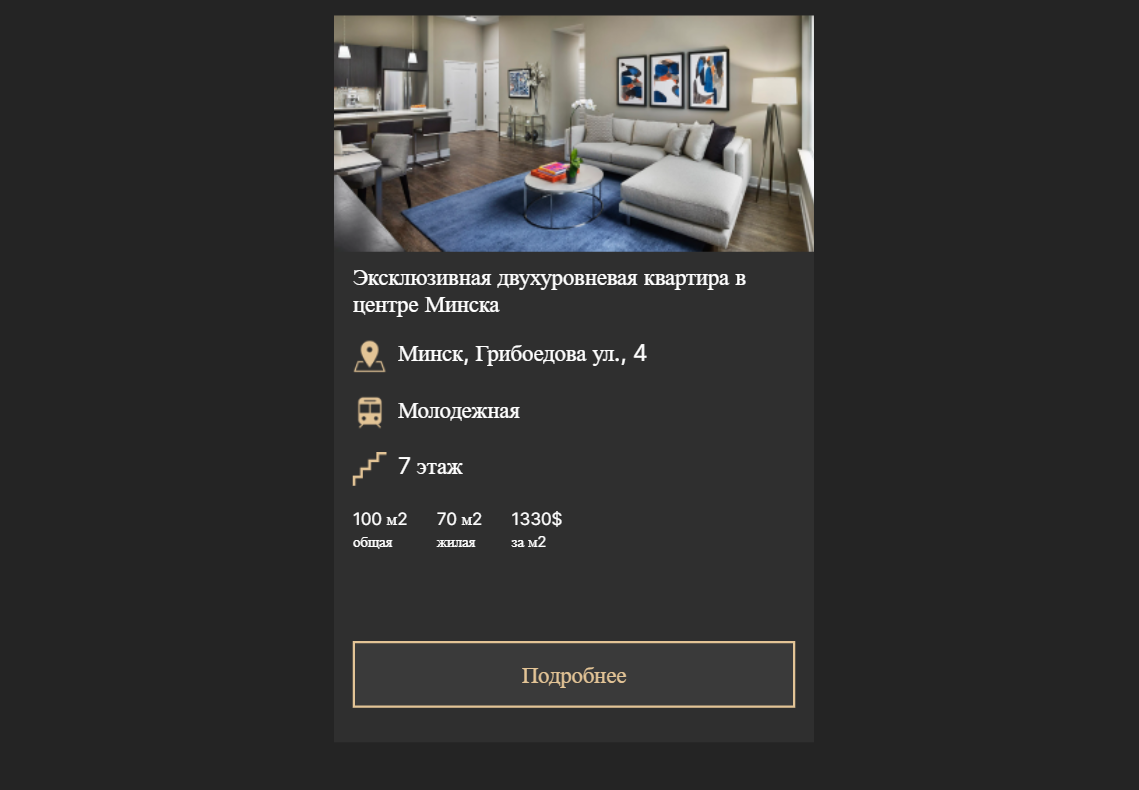 Эксклюзивная двухуровневая квартира в
центре Минска
Минск, Грибоедова ул., 4
Молодежная
7 этаж
100 м2 70 м2 1330$
общая жилая за м2
Подробнее